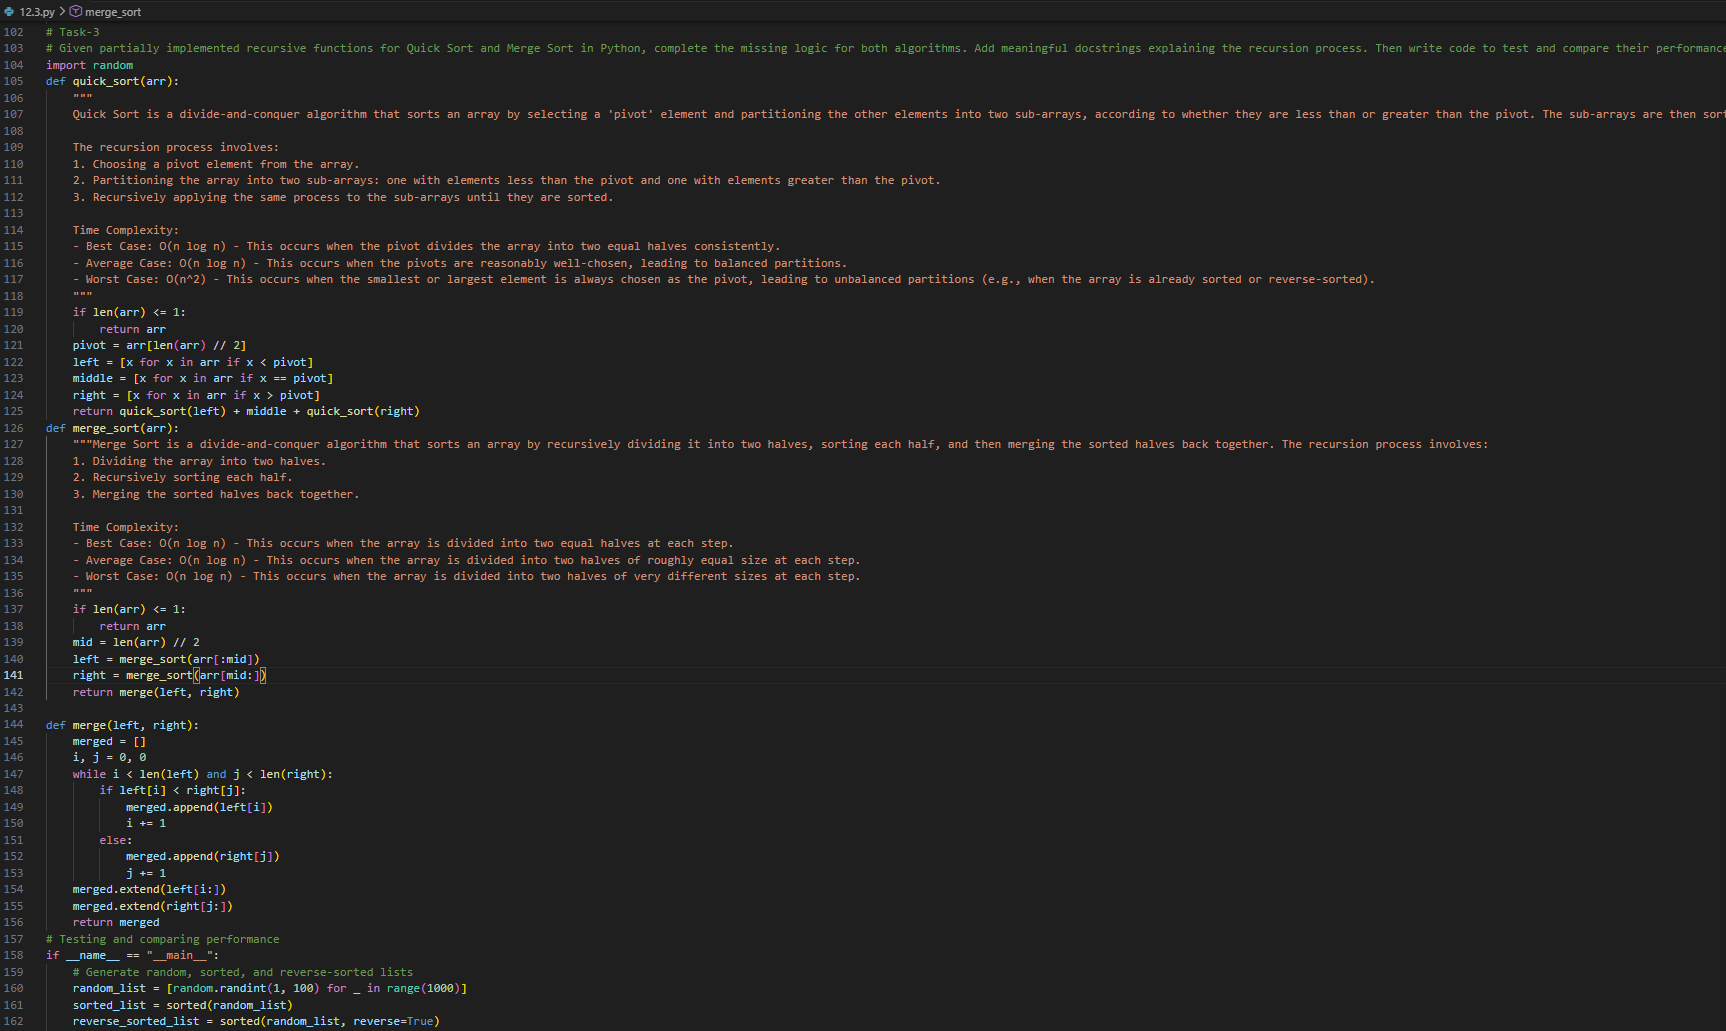 12.3.py > merge_sort
102 # Task-3
103 # Given partially implemented recursive functions for Quick Sort and Merge Sort in Python, complete the missing logic for both algorithms. Add meaningful docstrings explaining the recursion process. Then write code to test and compare their performance
104 import random
105 def quick_sort(arr):
106     """
107     Quick Sort is a divide-and-conquer algorithm that sorts an array by selecting a 'pivot' element and partitioning the other elements into two sub-arrays, according to whether they are less than or greater than the pivot. The sub-arrays are then sor
108
109     The recursion process involves:
110     1. Choosing a pivot element from the array.
111     2. Partitioning the array into two sub-arrays: one with elements less than the pivot and one with elements greater than the pivot.
112     3. Recursively applying the same process to the sub-arrays until they are sorted.
113
114     Time Complexity:
115     - Best Case: O(n log n) - This occurs when the pivot divides the array into two equal halves consistently.
116     - Average Case: O(n log n) - This occurs when the pivots are reasonably well-chosen, leading to balanced partitions.
117     - Worst Case: O(n^2) - This occurs when the smallest or largest element is always chosen as the pivot, leading to unbalanced partitions (e.g., when the array is already sorted or reverse-sorted).
118     """
119     if len(arr) <= 1:
120         return arr
121     pivot = arr[len(arr) // 2]
122     left = [x for x in arr if x < pivot]
123     middle = [x for x in arr if x == pivot]
124     right = [x for x in arr if x > pivot]
125     return quick_sort(left) + middle + quick_sort(right)
126 def merge_sort(arr):
127     """Merge Sort is a divide-and-conquer algorithm that sorts an array by recursively dividing it into two halves, sorting each half, and then merging the sorted halves back together. The recursion process involves:
128     1. Dividing the array into two halves.
129     2. Recursively sorting each half.
130     3. Merging the sorted halves back together.
131
132     Time Complexity:
133     - Best Case: O(n log n) - This occurs when the array is divided into two equal halves at each step.
134     - Average Case: O(n log n) - This occurs when the array is divided into two halves of roughly equal size at each step.
135     - Worst Case: O(n log n) - This occurs when the array is divided into two halves of very different sizes at each step.
136     """
137     if len(arr) <= 1:
138         return arr
139     mid = len(arr) // 2
140     left = merge_sort(arr[:mid])
141     right = merge_sort(arr[mid:])
142     return merge(left, right)
143
144 def merge(left, right):
145     merged = []
146     i, j = 0, 0
147     while i < len(left) and j < len(right):
148         if left[i] < right[j]:
149             merged.append(left[i])
150             i += 1
151         else:
152             merged.append(right[j])
153             j += 1
154     merged.extend(left[i:])
155     merged.extend(right[j:])
156     return merged
157 # Testing and comparing performance
158 if __name__ == "__main__":
159     # Generate random, sorted, and reverse-sorted lists
160     random_list = [random.randint(1, 100) for _ in range(1000)]
161     sorted_list = sorted(random_list)
162     reverse_sorted_list = sorted(random_list, reverse=True)